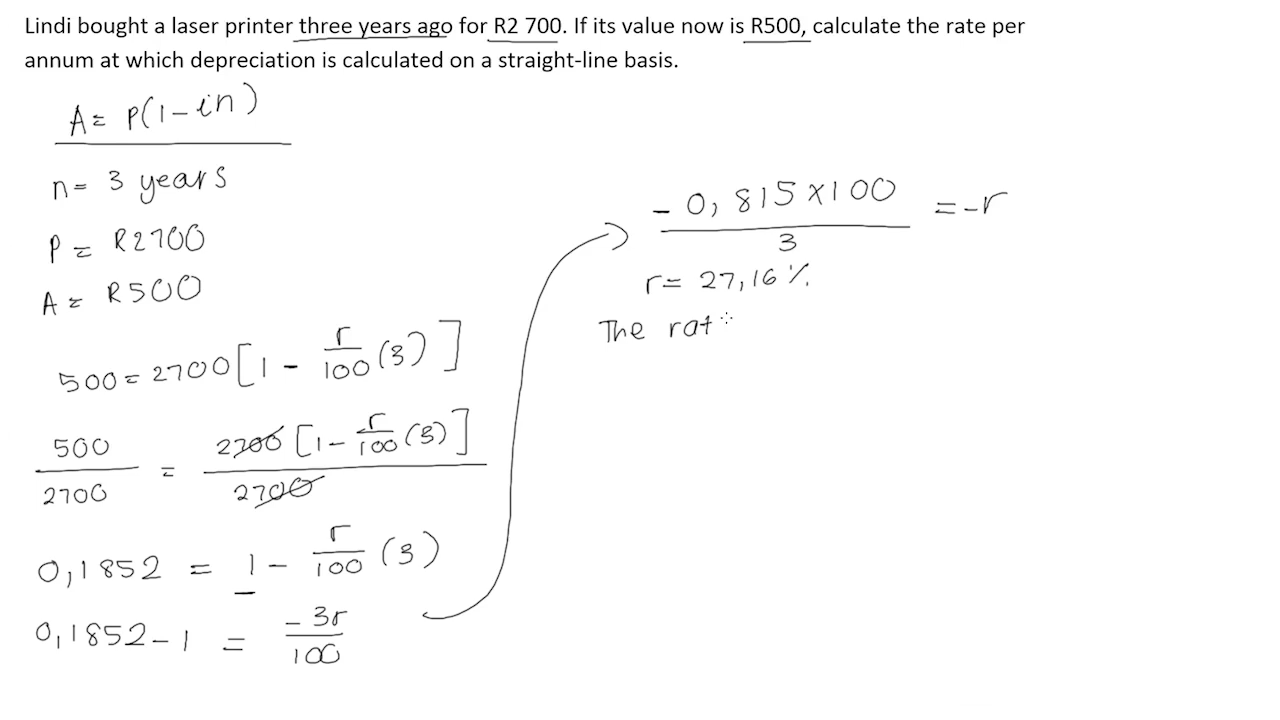 Lindi bought a laser printer three years ago for R2 700. If its value now is R500, calculate the rate per
annum at which depreciation is calculated on a straight-line basis.
A = P(1 - in)
n = 3 years
P = R2700
A = R500
500 = 2700[1 - r/100 (3)]
500/2700 = 2700[1 - r/100 (3)]/2700
0,1852 = 1 - r/100 (3)
0,1852 - 1 = -3r/100
-0,815 x 100/3 = -r
r = 27,16 %
The rat